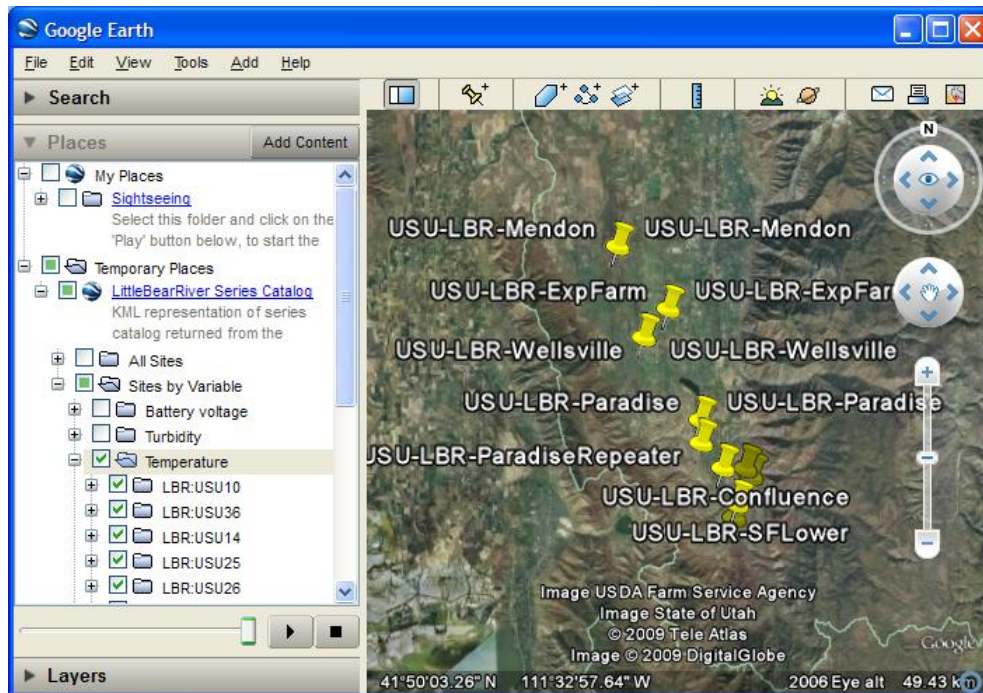 Google Earth
File Edit View Tools Add Help
Search
Places
Add Content
My Places
Sightseeing
Select this folder and click on the
'Play' button below, to start the
Temporary Places
LittleBearRiver Series Catalog
KML representation of series
catalog returned from the
All Sites
Sites by Variable
Battery voltage
Turbidity
Temperature
LBR:USU10
LBR:USU36
LBR:USU14
LBR:USU25
LBR:USU26
Layers
N
USU-LBR-Mendon USU-LBR-Mendon
USU-LBR-ExpFarm USU-LBR-ExpFar
USU-LBR-Wellsville USU-LBR-Wellsville
USU-LBR-Paradise USU-LBR-Paradise
USU-LBR-ParadiseRepeater
USU-LBR-Confluence
USU-LBR-SFLower
Image USDA Farm Service Agency
Image State of Utah
© 2009 Tele Atlas
Image © 2009 DigitalGlobe
Google
41°50'03.26" N 111°32'57.64" W 2006 Eye alt 49.43 km